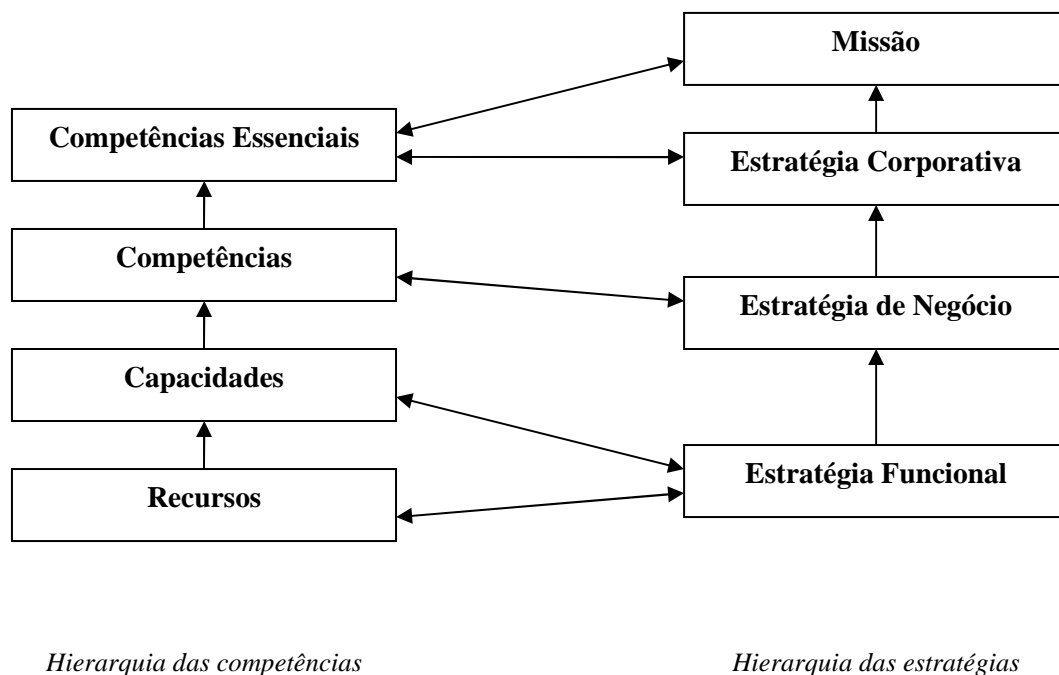 Missão
Competências Essenciais
Estratégia Corporativa
Competências
Estratégia de Negócio
Capacidades
Estratégia Funcional
Recursos
Hierarquia das competências
Hierarquia das estratégias